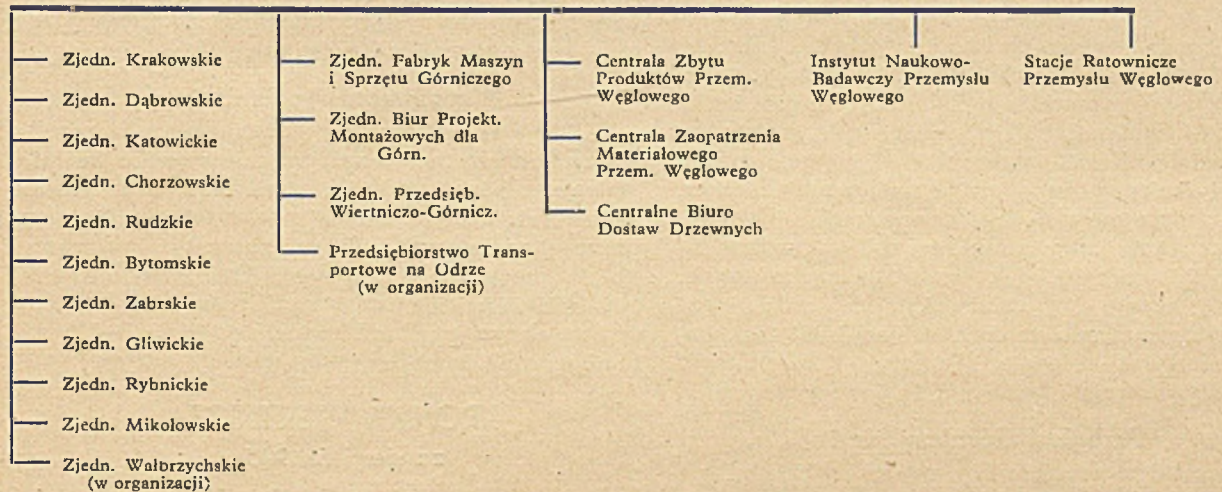 Zjedn. Krakowskie
Zjedn. Dąbrowskie
Zjedn. Katowickie
Zjedn. Chorzowskie
Zjedn. Rudzkie
Zjedn. Bytomskie
Zjedn. Zabrskie
Zjedn. Gliwickie
Zjedn. Rybnickie
Zjedn. Mikołowskie
Zjedn. Wałbrzychskie
(w organizacji)
Zjedn. Fabryk Maszyn
i Sprzętu Górniczego
Zjedn. Biur Projekt.
Montażowych dla
Górn.
Zjedn. Przedsięb.
Wiertniczo-Górnicz.
Przedsiębiorstwo Trans-
portowe na Odrze
(w organizacji)
Centrala Zbytu
Produktów Przem.
Węglowego
Centrala Zaopatrzenia
Materiałowego
Przem. Węglowego
Centralne Biuro
Dostaw Drzewnych
Instytut Naukowo-
Badawczy Przemysłu
Węglowego
Stacje Ratownicze
Przemysłu Węglowego